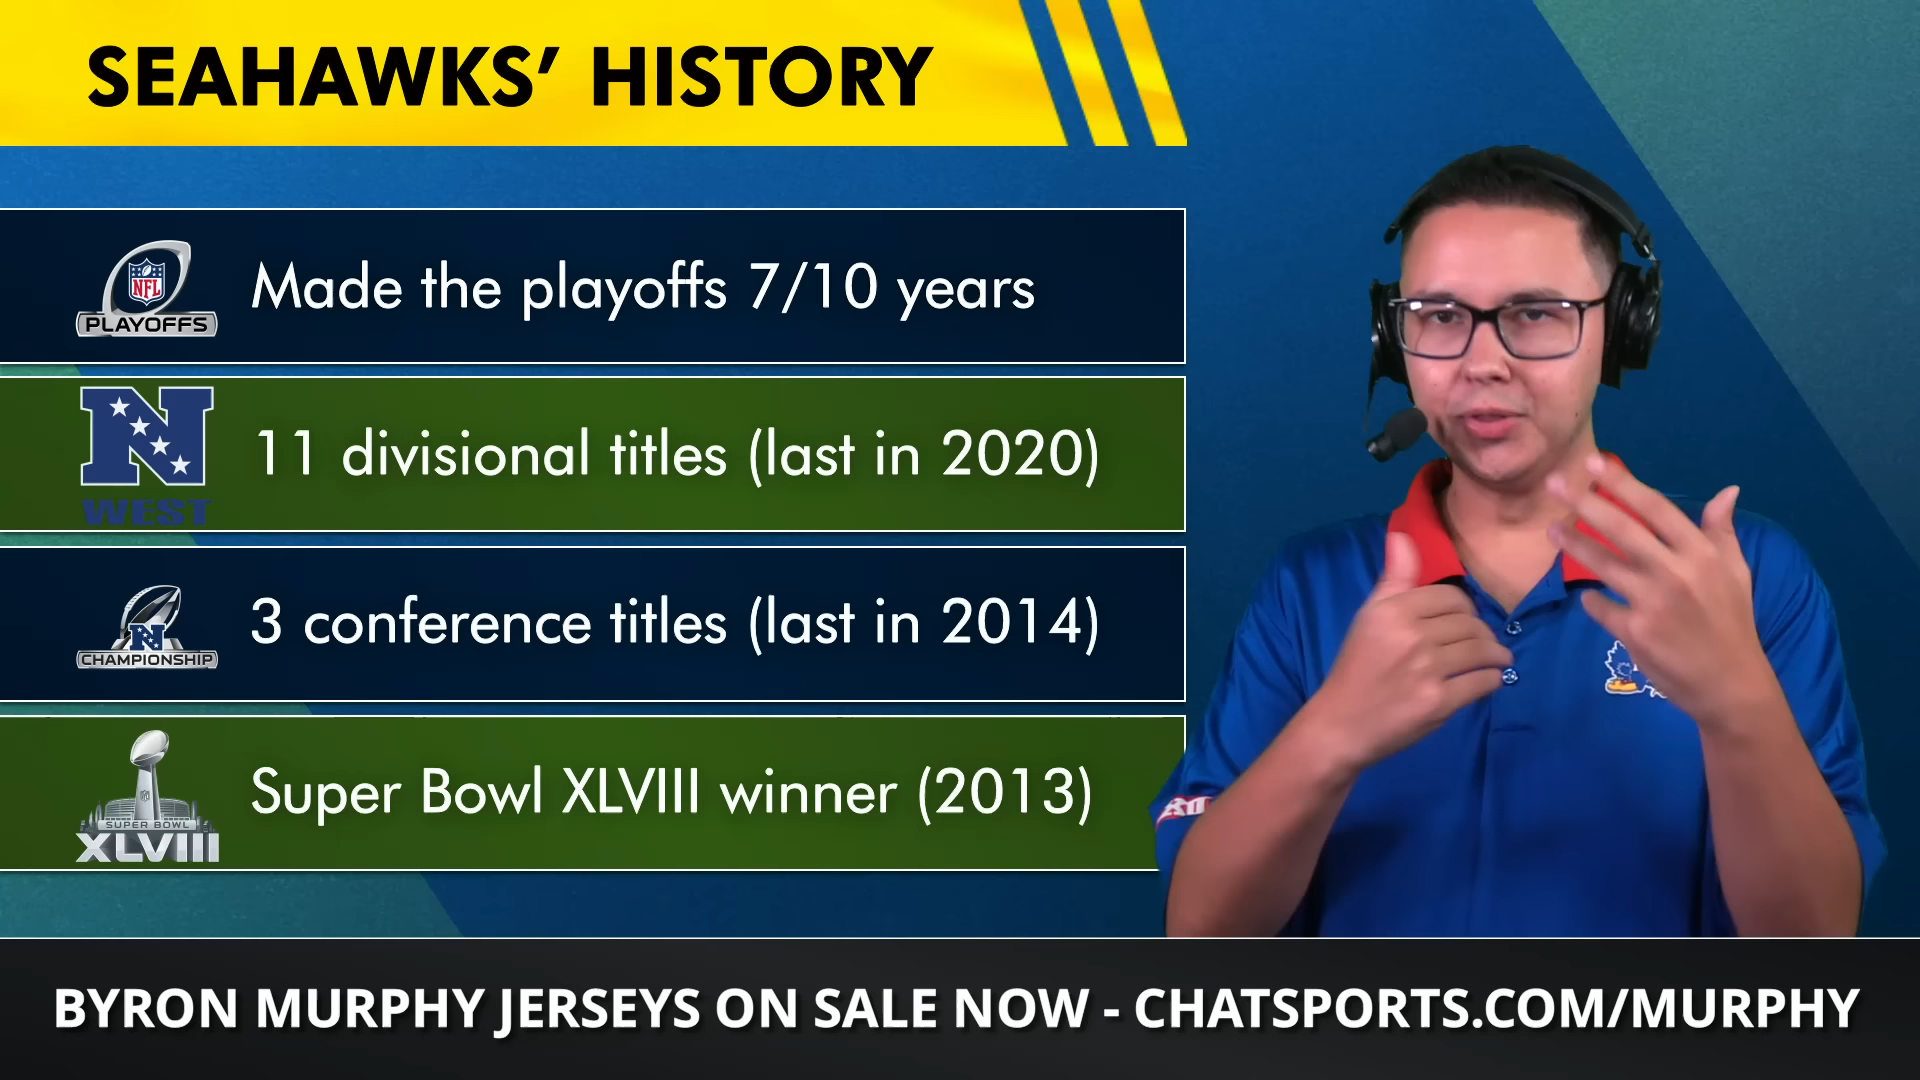 SEAHAWKS’ HISTORY
NFL
PLAYOFFS
Made the playoffs 7/10 years
N
WEST
11 divisional titles (last in 2020)
N
CHAMPIONSHIP
3 conference titles (last in 2014)
SUPER BOWL
XLVIII
Super Bowl XLVIII winner (2013)
BYRON MURPHY JERSEYS ON SALE NOW - CHATSPORTS.COM/MURPHY